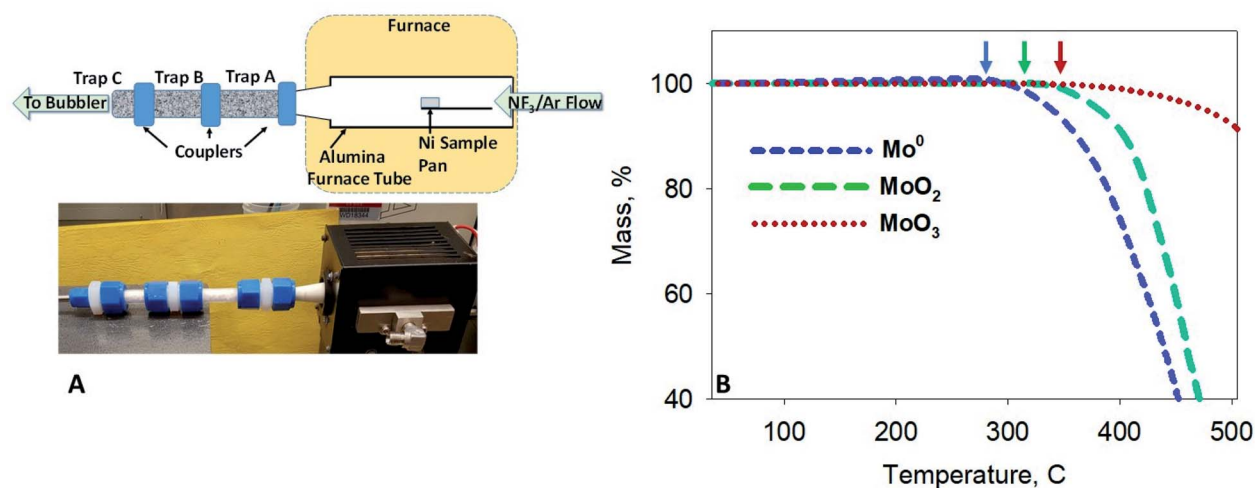 Furnace
Trap C
Trap B
Trap A
To Bubbler
NF3/Ar Flow
Couplers
Alumina
Furnace Tube
Ni Sample
Pan
WD18344
A
Mass, %
100
80
60
40
Mo⁰
MoO₂
MoO₃
B
100
200
300
400
500
Temperature, C